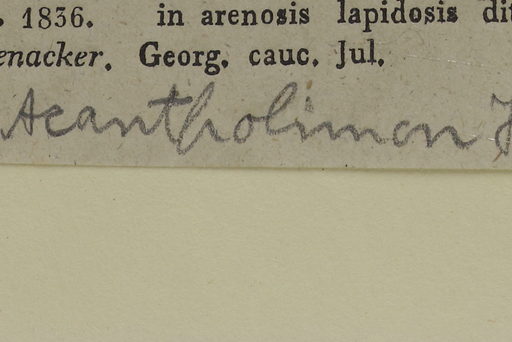 1836. in arenosis lapidosis
enacker. Georg. cauc. Jul.
Acantholimon